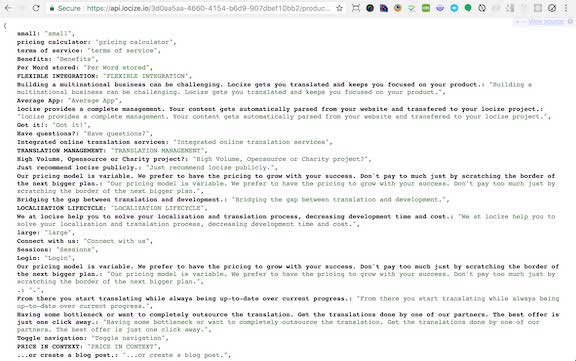 Secure https://api.locize.io/3d0aa5aa-4660-4154-b6d9-907dbef10bb2/produc...
+ - View source
{
small: "small",
pricing calculator: "pricing calculator",
terms of service: "terms of service",
Benefits: "Benefits",
Per Word stored: "Per Word stored",
FLEXIBLE INTEGRATION: "FLEXIBLE INTEGRATION",
Building a multinational business can be challenging. Locize gets you translated and keeps you focused on your product.: "Building a
multinational business can be challenging. Locize gets you translated and keeps you focused on your product.",
Average App: "Average App",
Locize provides a complete management. Your content gets automatically parsed from your website and transfered to your locize project.:
"locize provides a complete management. Your content gets automatically parsed from your website and transfered to your locize project.",
Got it!: "Got it!",
Have questions?: "Have questions?",
Integrated online translation services: "Integrated online translation services",
TRANSLATION MANAGEMENT: "TRANSLATION MANAGEMENT",
High Volume, Opensource or Charity project?: "High Volume, Opensource or Charity project?",
Just recommend locize publicly.: "Just recommend locize publicly.",
Our pricing model is variable. We prefer to have the pricing to grow with your success. Don't pay to much just by scratching the border of
the next bigger plan.: "Our pricing model is variable. We prefer to have the pricing to grow with your success. Don't pay too much just by
scratching the border of the next bigger plan.",
Bridging the gap between translation and development.: "Bridging the gap between translation and development.",
LOCALIZATION LIFECYCLE: "LOCALIZATION LIFECYCLE",
We at locize help you to solve your localization and translation process, decreasing development time and cost.: "We at locize help you to
solve your localization and translation process, decreasing development time and cost.",
large: "large",
Connect with us: "Connect with us",
Sessions: "Sessions",
Login: "Login",
Our pricing model is variable. We prefer to have the pricing to grow with your success. Don't pay too much just by scratching the border of
the next bigger plan.: "Our pricing model is variable. We prefer to have the pricing to grow with your success. Don't pay too much just by
scratching the border of the next bigger plan.",
.: ".",
From there you start translating while always being up-to-date over current progress.: "From there you start translating while always being
up-to-date over current progress.",
Having some bottleneck or want to completely outsource the translation. Get the translations done by one of our partners. The best offer is
just one click away.: "Having some bottleneck or want to completely outsource the translation. Get the translations done by one of our
partners. The best offer is just one click away.",
Toggle navigation: "Toggle navigation",
PRICE IN CONTEXT: "PRICE IN CONTEXT",
...or create a blog post.: "...or create a blog post.",